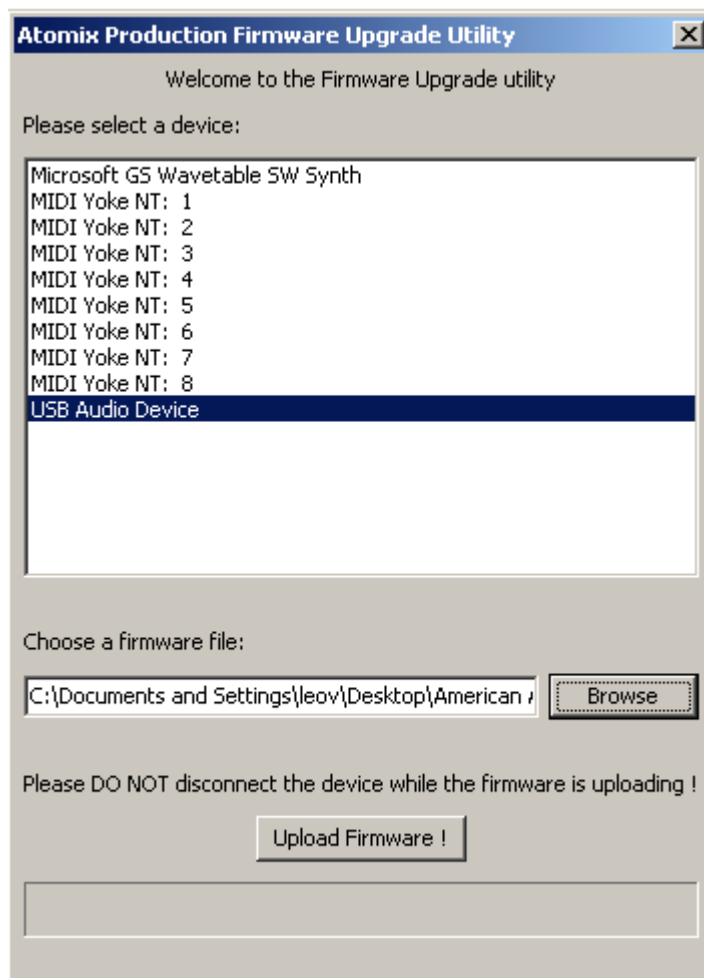 Atomix Production Firmware Upgrade Utility
Welcome to the Firmware Upgrade utility
Please select a device:
Microsoft GS Wavetable SW Synth
MIDI Yoke NT:  1
MIDI Yoke NT:  2
MIDI Yoke NT:  3
MIDI Yoke NT:  4
MIDI Yoke NT:  5
MIDI Yoke NT:  6
MIDI Yoke NT:  7
MIDI Yoke NT:  8
USB Audio Device
Choose a firmware file:
C:\Documents and Settings\leov\Desktop\American
Browse
Please DO NOT disconnect the device while the firmware is uploading !
Upload Firmware !